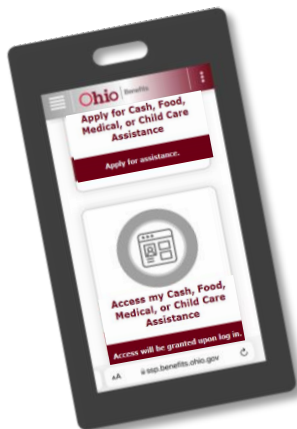 Ohio Benefits
Apply for Cash, Food,
Medical, or Child Care
Assistance
Apply for assistance.
Access my Cash, Food,
Medical, or Child Care
Assistance
Access will be granted upon log in.
AA ssp.benefits.ohio.gov